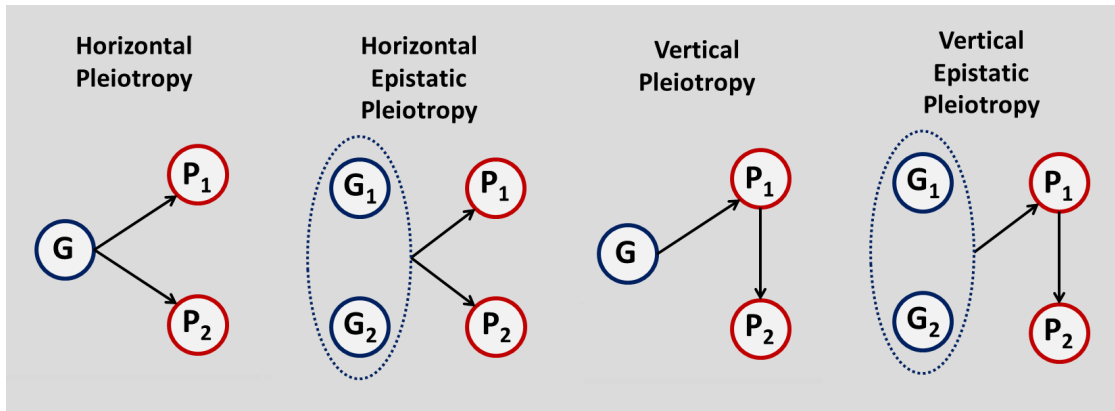 Horizontal
Pleiotropy
G
P1
P2
Horizontal
Epistatic
Pleiotropy
G1
G2
P1
P2
Vertical
Pleiotropy
G
P1
P2
Vertical
Epistatic
Pleiotropy
G1
G2
P1
P2